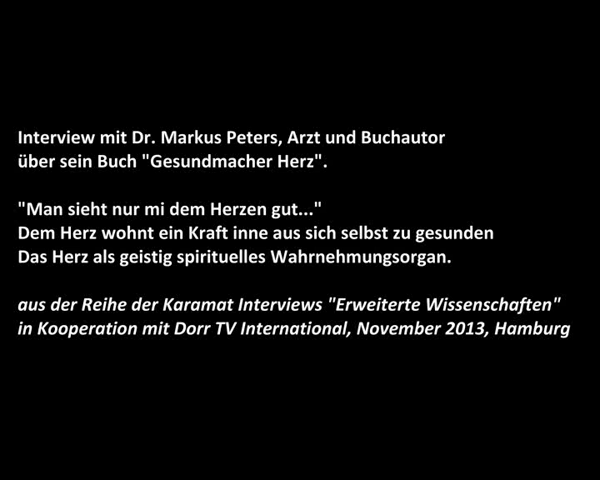 Interview mit Dr. Markus Peters, Arzt und Buchautor
über sein Buch "Gesundmacher Herz".
"Man sieht nur mi dem Herzen gut..."
Dem Herz wohnt ein Kraft inne aus sich selbst zu gesunden
Das Herz als geistig spirituelles Wahrnehmungsorgan.
aus der Reihe der Karamat Interviews "Erweiterte Wissenschaften"
in Kooperation mit Dorr TV International, November 2013, Hamburg